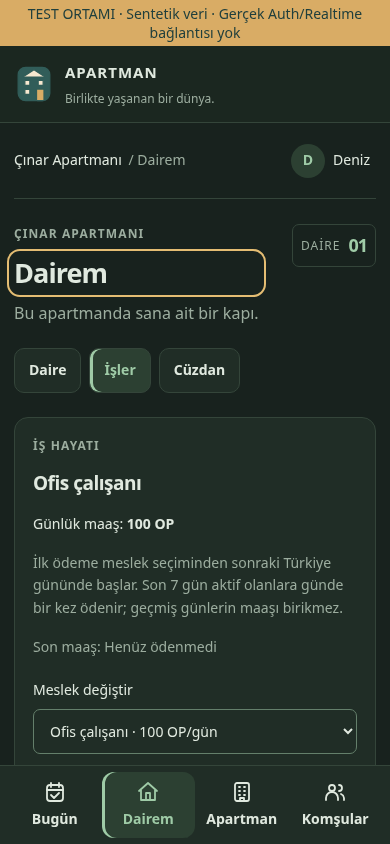 TEST ORTAMI · Sentetik veri · Gerçek Auth/Realtime
bağlantısı yok
APARTMAN
Birlikte yaşanan bir dünya.
Çınar Apartmanı / Dairem
D Deniz
ÇINAR APARTMANI
DAİRE 01
Dairem
Bu apartmanda sana ait bir kapı.
Daire İşler Cüzdan
İŞ HAYATI
Ofis çalışanı
Günlük maaş: 100 OP
İlk ödeme meslek seçiminden sonraki Türkiye
gününde başlar. Son 7 gün aktif olanlara günde
bir kez ödenir; geçmiş günlerin maaşı birikmez.
Son maaş: Henüz ödenmedi
Meslek değiştir
Ofis çalışanı · 100 OP/gün
Bugün Dairem Apartman Komşular